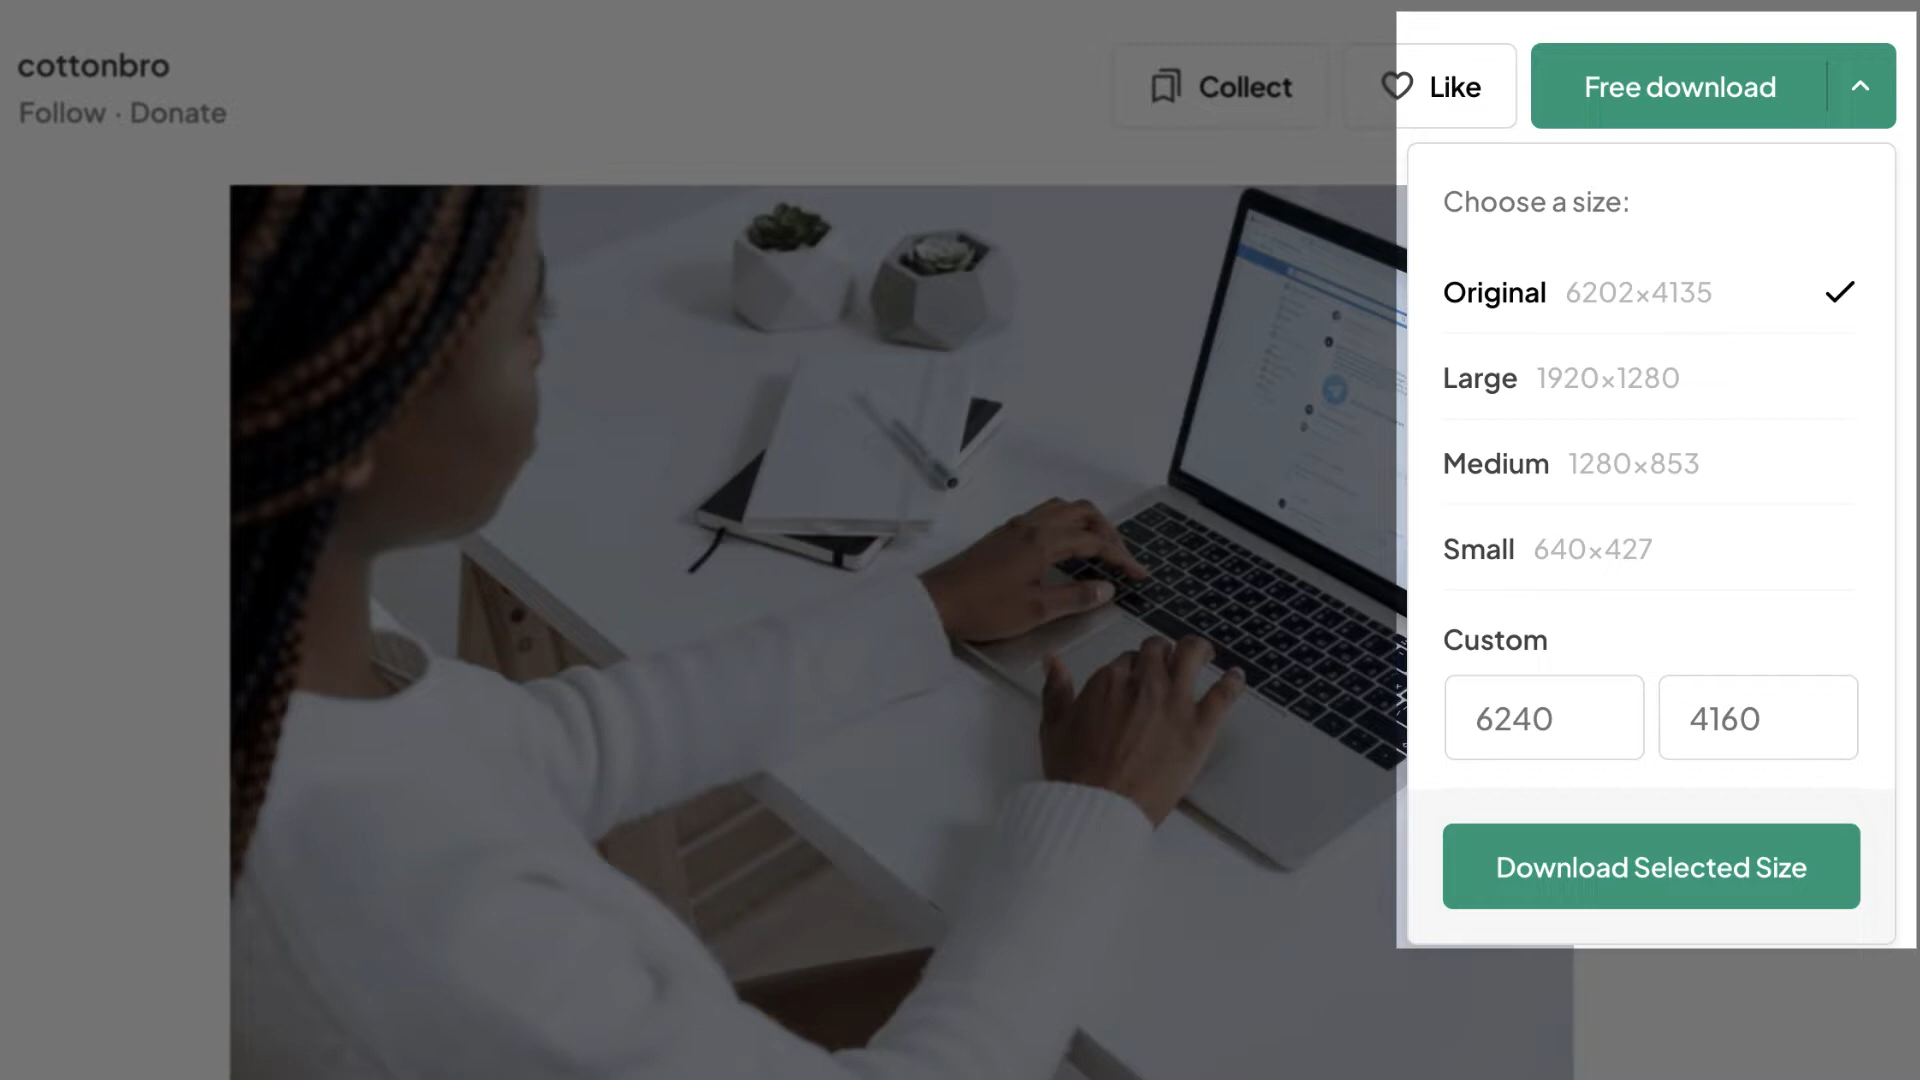 cottonbro
Follow · Donate
Collect
Like
Free download
Choose a size:
Original 6202×4135
Large 1920×1280
Medium 1280×853
Small 640×427
Custom
6240 4160
Download Selected Size